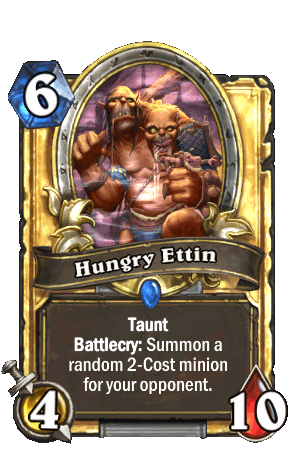 6
Hungry Ettin
Taunt
Battlecry: Summon a
random 2-Cost minion
for your opponent.
4
10